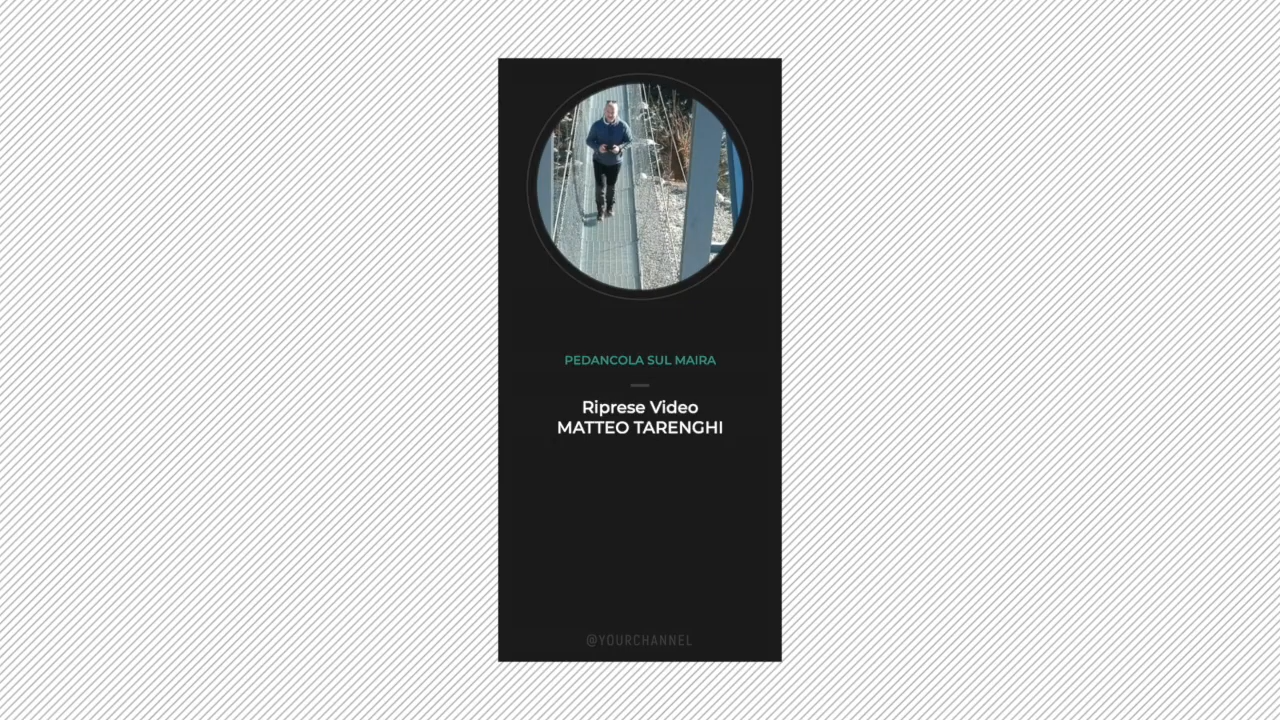 PEDANCOLA SUL MAIRA
Riprese Video
MATTEO TARENGHI
@YOURCHANNEL